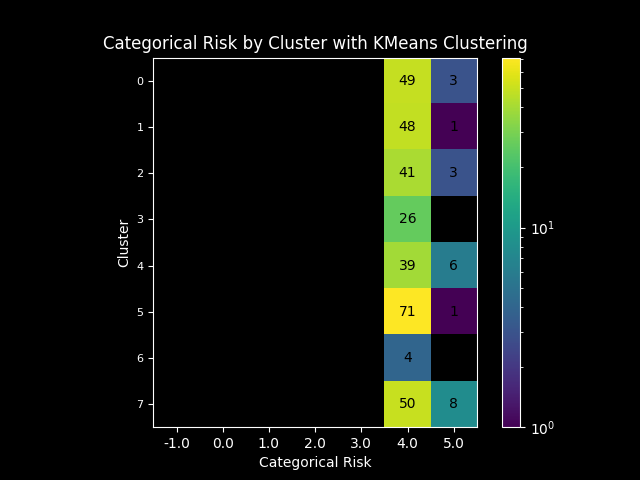 Categorical Risk by Cluster with KMeans Clustering
0 49 3
1 48 1
2 41 3
3 26
4 39 6
5 71 1
6 4
7 50 8
Cluster
-1.0 0.0 1.0 2.0 3.0 4.0 5.0
Categorical Risk
10¹
10⁰